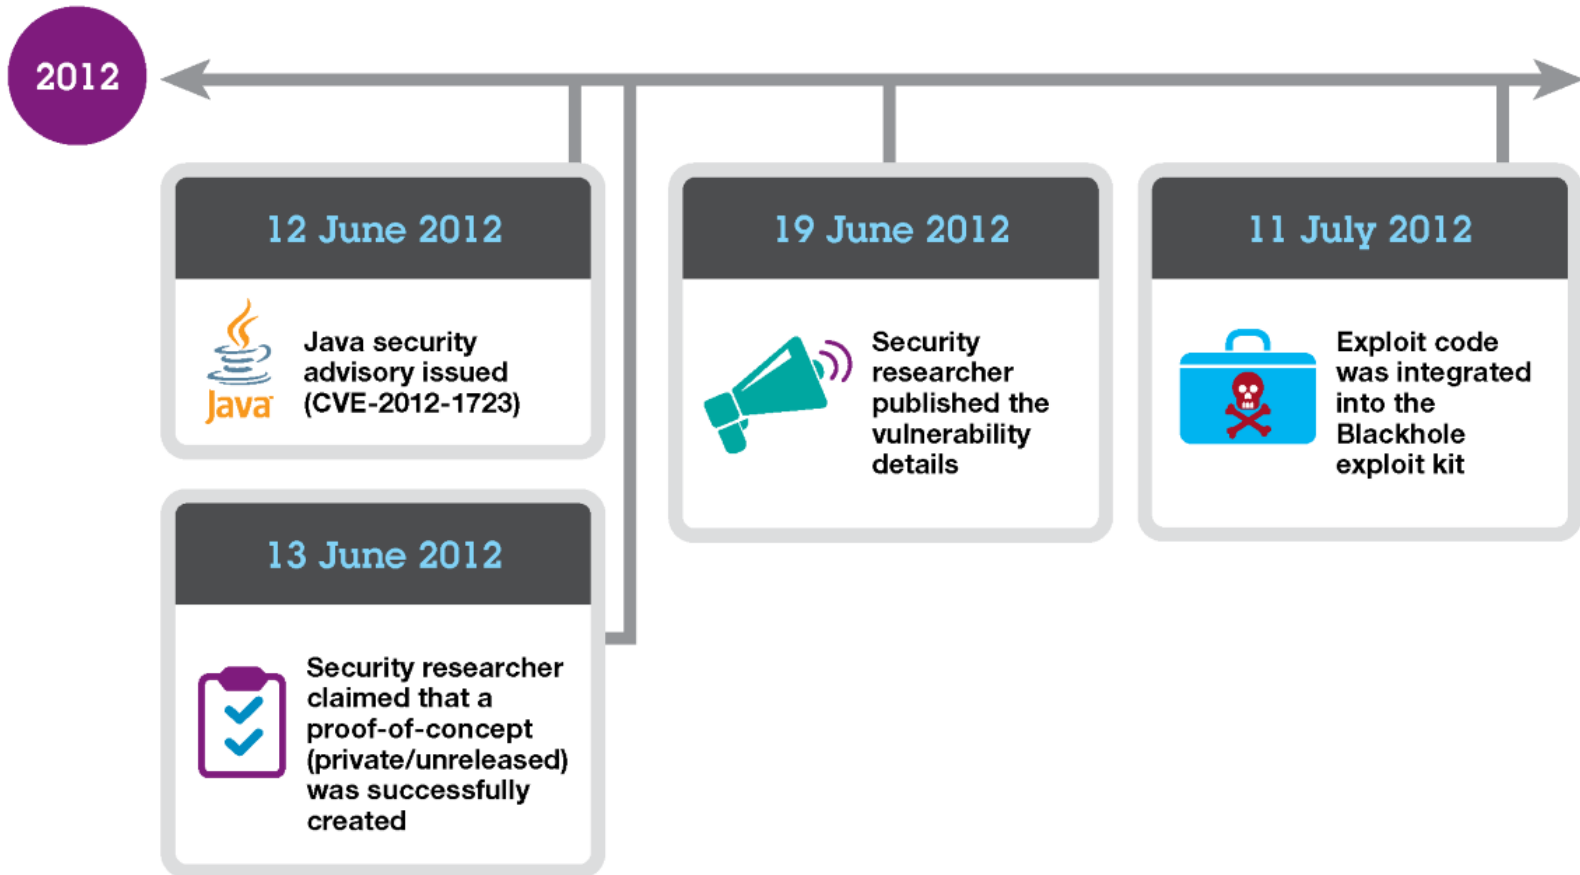 2012
12 June 2012
Java
Java security
advisory issued
(CVE-2012-1723)
13 June 2012
Security researcher
claimed that a
proof-of-concept
(private/unreleased)
was successfully
created
19 June 2012
Security
researcher
published the
vulnerability
details
11 July 2012
Exploit code
was integrated
into the
Blackhole
exploit kit